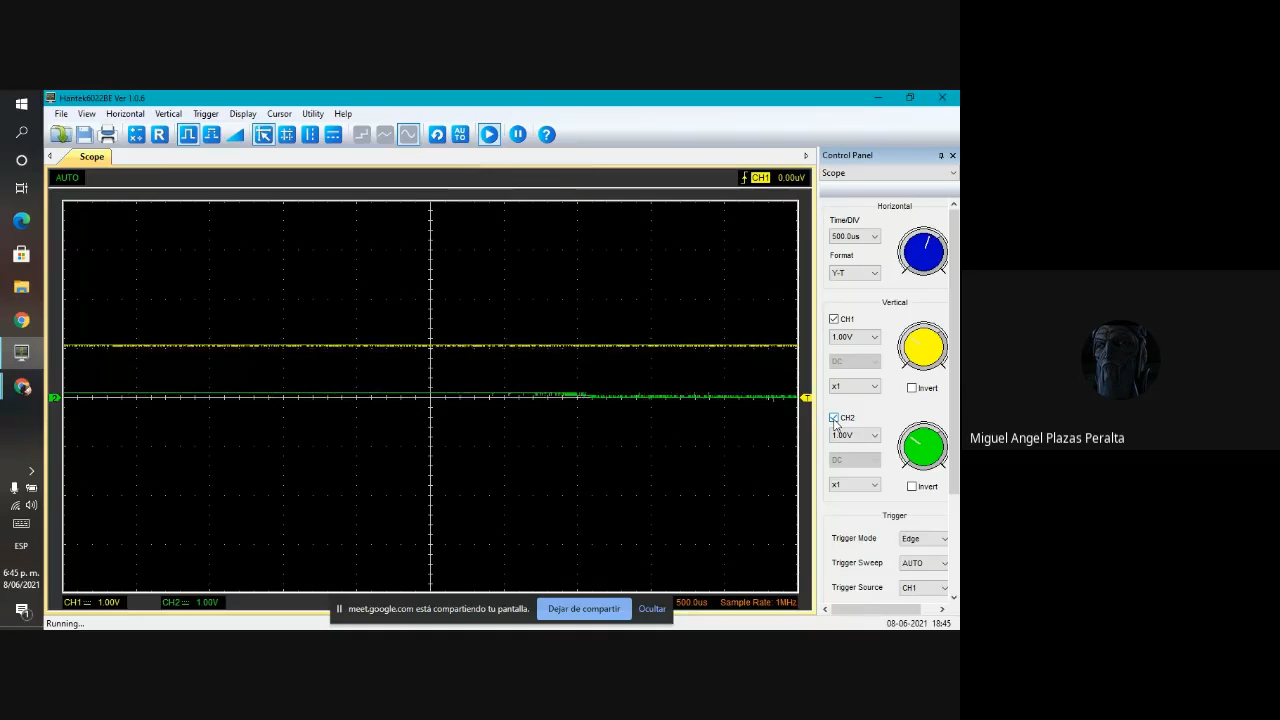 Hantek6022BE Ver 1.0.6
File View Horizontal Vertical Trigger Display Cursor Utility Help
R AUTO ?
Scope
Control Panel
Scope
AUTO
CH1 0.00uV
Horizontal
Time/DIV
500.0us
Format
Y-T
Vertical
CH1
1.00V
DC
x1
Invert
CH2
1.00V
DC
x1
Invert
2
T
Trigger
Trigger Mode Edge
Trigger Sweep AUTO
Trigger Source CH1
CH1 1.00V CH2 1.00V 500.0us Sample Rate: 1MHz
meet.google.com está compartiendo tu pantalla. Dejar de compartir Ocultar
Running...
08-06-2021 18:45
ESP
6:45 p. m.
8/06/2021
Miguel Angel Plazas Peralta